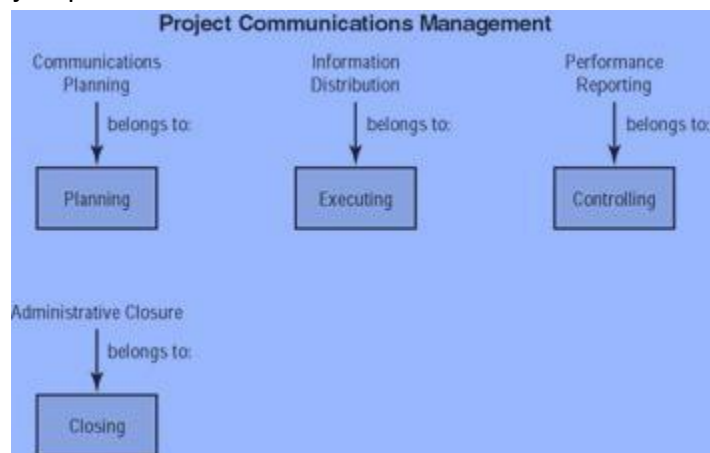 Project Communications Management
Communications
Planning
Information
Distribution
Performance
Reporting
belongs to:
belongs to:
belongs to:
Planning
Executing
Controlling
Administrative Closure
belongs to:
Closing